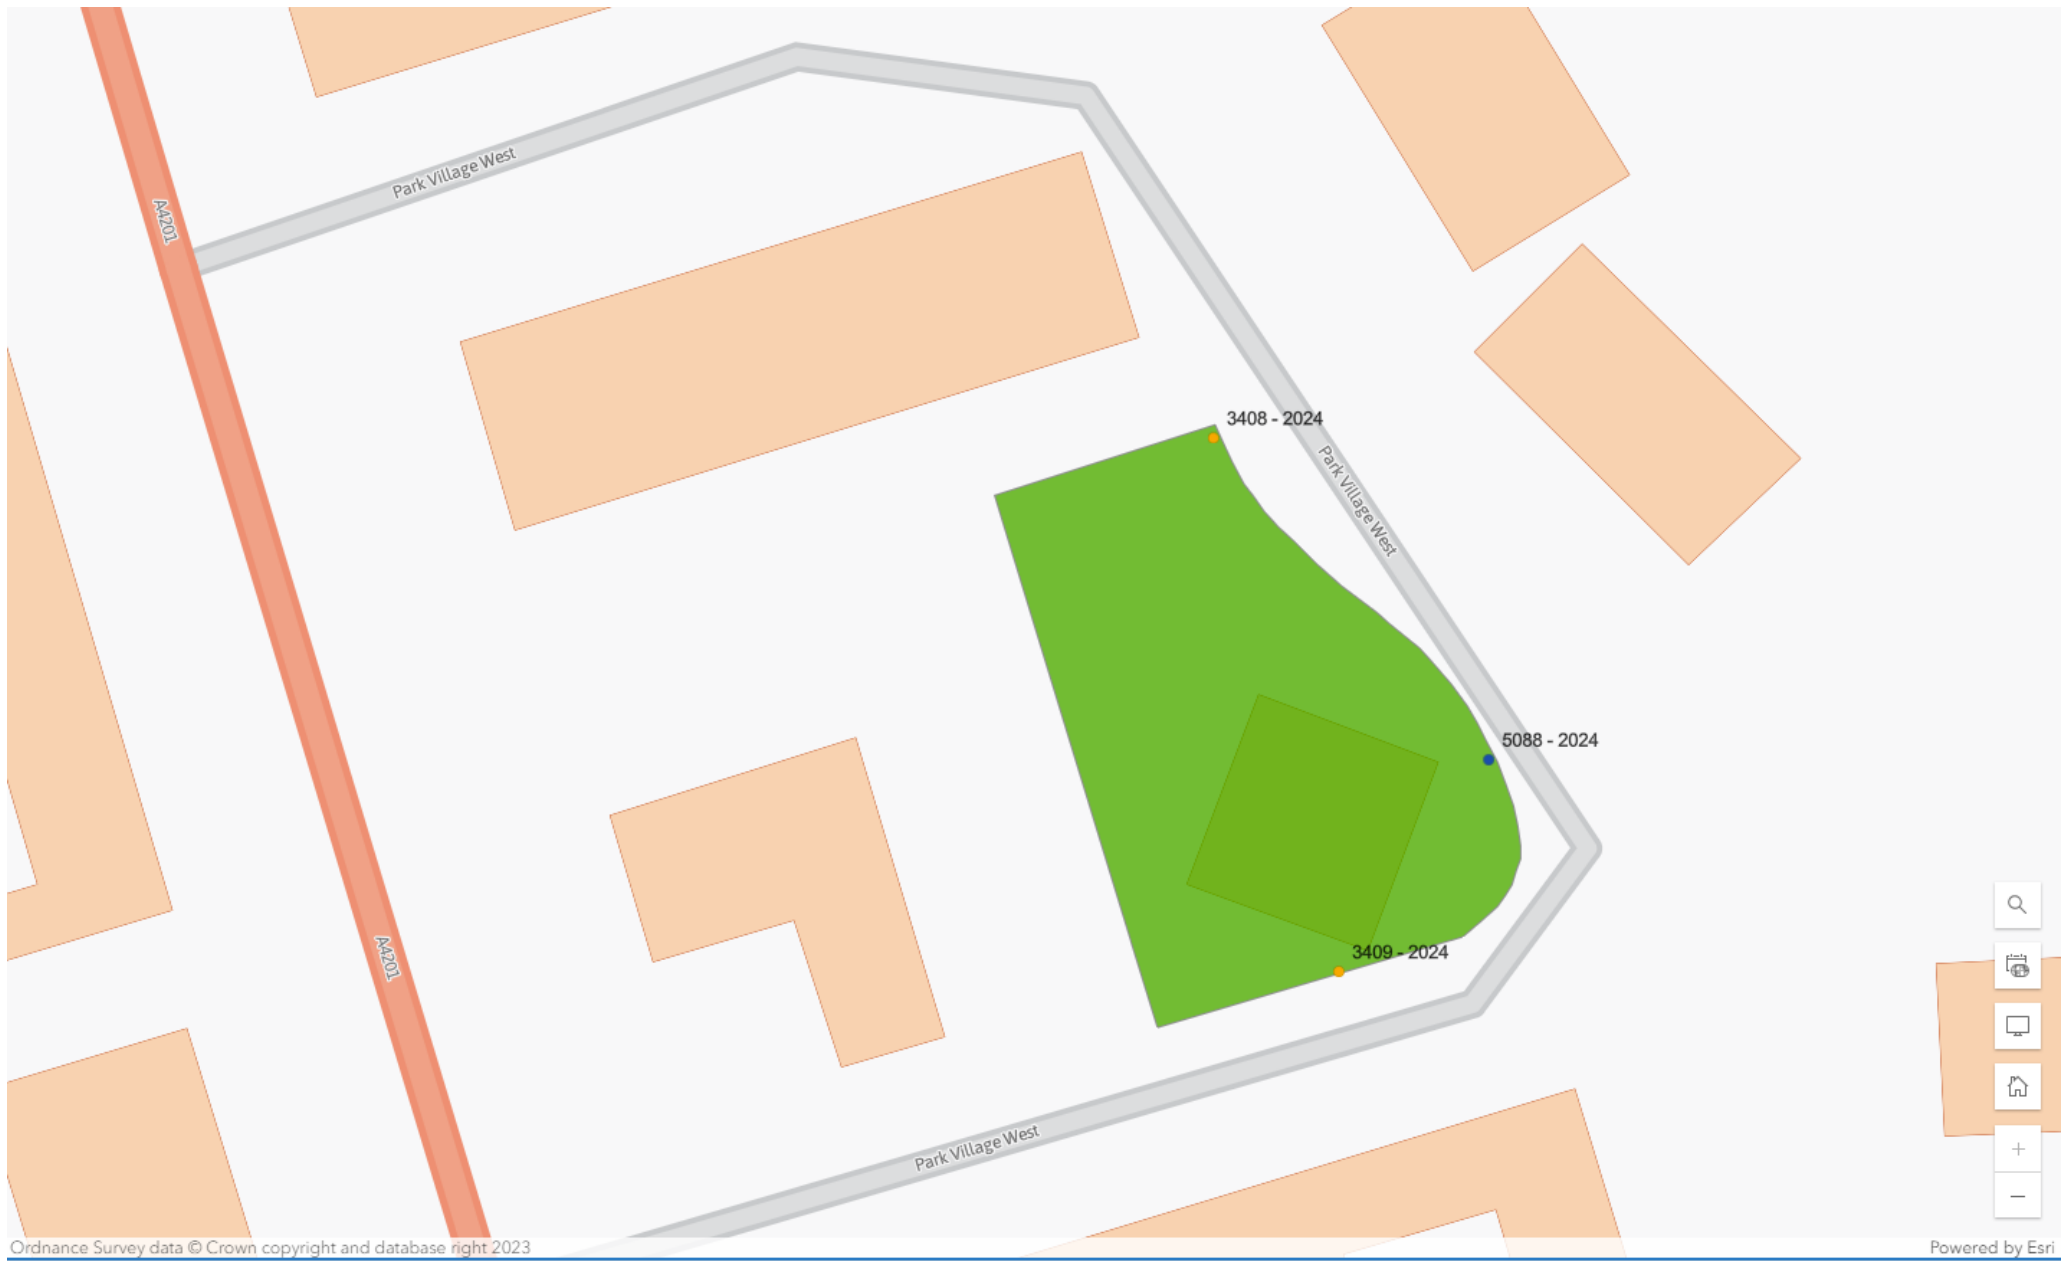 Park Village West
A4201
3408 - 2024
Park Village West
5088 - 2024
3409 - 2024
A4201
Park Village West
Ordnance Survey data © Crown copyright and database right 2023
Powered by Esri